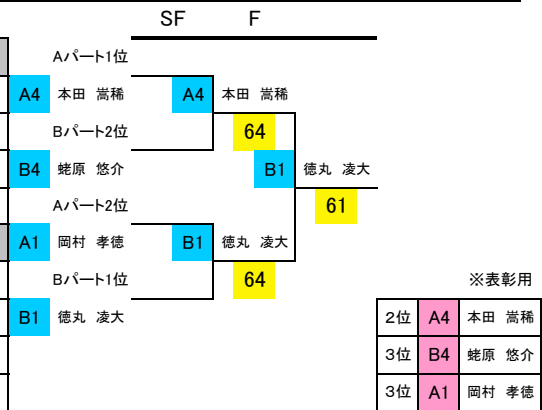 SF F
Aパート1位
A4 本田 嵩稀 A4 本田 嵩稀
Bパート2位 64
B4 蛯原 悠介 B1 徳丸 凌大
Aパート2位 61
A1 岡村 孝徳 B1 徳丸 凌大
Bパート1位 64 ※表彰用
B1 徳丸 凌大
2位 A4 本田 嵩稀
3位 B4 蛯原 悠介
3位 A1 岡村 孝徳